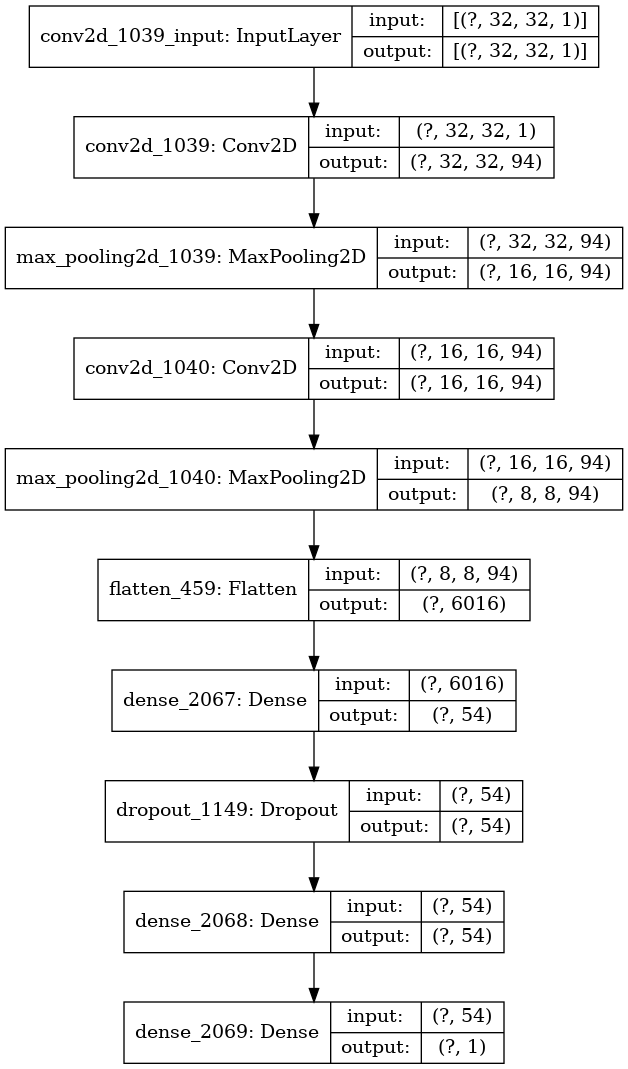 conv2d_1039_input: InputLayer
input:
[(?, 32, 32, 1)]
output:
[(?, 32, 32, 1)]
conv2d_1039: Conv2D
input:
(?, 32, 32, 1)
output:
(?, 32, 32, 94)
max_pooling2d_1039: MaxPooling2D
input:
(?, 32, 32, 94)
output:
(?, 16, 16, 94)
conv2d_1040: Conv2D
input:
(?, 16, 16, 94)
output:
(?, 16, 16, 94)
max_pooling2d_1040: MaxPooling2D
input:
(?, 16, 16, 94)
output:
(?, 8, 8, 94)
flatten_459: Flatten
input:
(?, 8, 8, 94)
output:
(?, 6016)
dense_2067: Dense
input:
(?, 6016)
output:
(?, 54)
dropout_1149: Dropout
input:
(?, 54)
output:
(?, 54)
dense_2068: Dense
input:
(?, 54)
output:
(?, 54)
dense_2069: Dense
input:
(?, 54)
output:
(?, 1)